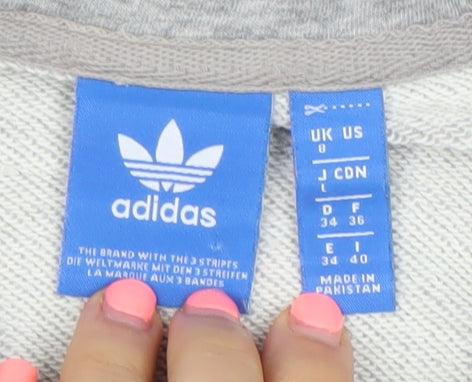 adidas
THE BRAND WITH THE 3 STRIPES
DIE WELTMARKE MIT DEN 3 STREIFEN
LA MARQUE AUX 3 BANDES
UK US
8
J CDN
L
D F
34 36
E I
34 40
MADE IN
PAKISTAN